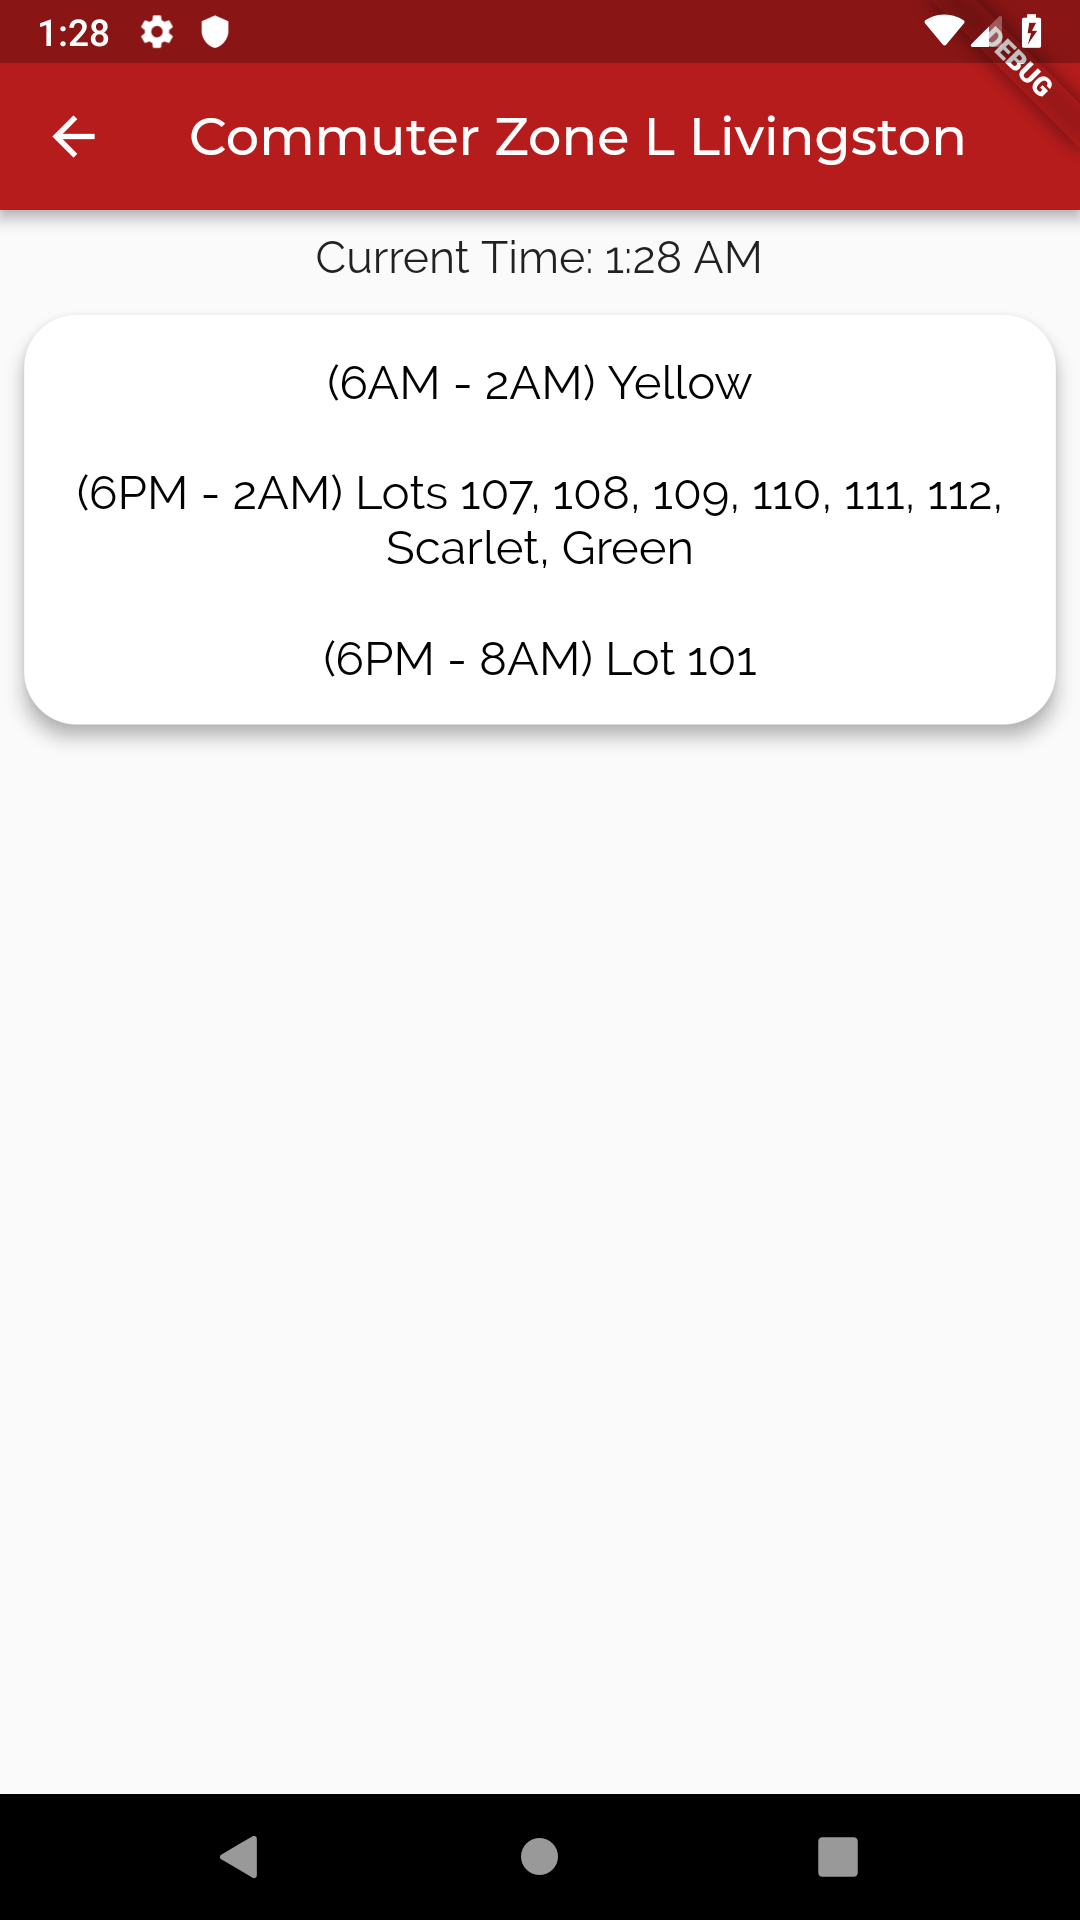 1:28
DEBUG
Commuter Zone L Livingston
Current Time: 1:28 AM
(6AM - 2AM) Yellow
(6PM - 2AM) Lots 107, 108, 109, 110, 111, 112,
Scarlet, Green
(6PM - 8AM) Lot 101